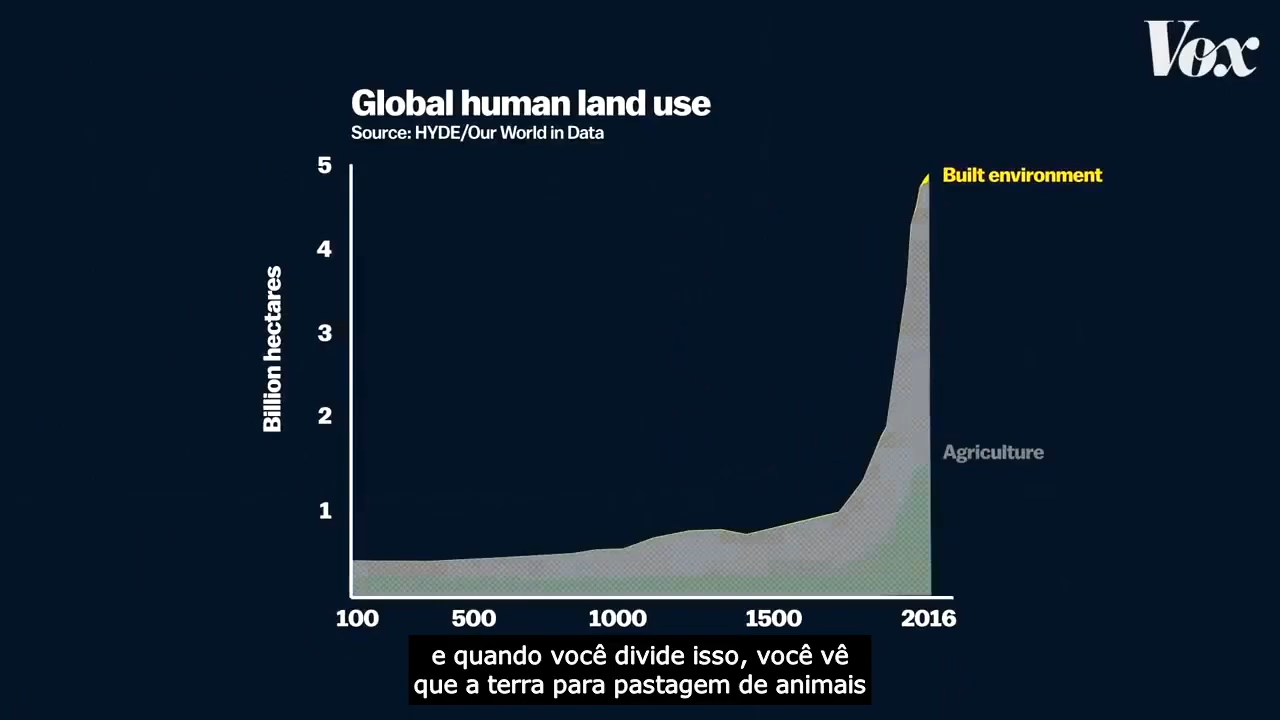 Vox
Global human land use
Source: HYDE/Our World in Data
5
Built environment
4
Billion hectares
3
2
Agriculture
1
100 500 1000 1500 2016
e quando você divide isso, você vê
que a terra para pastagem de animais